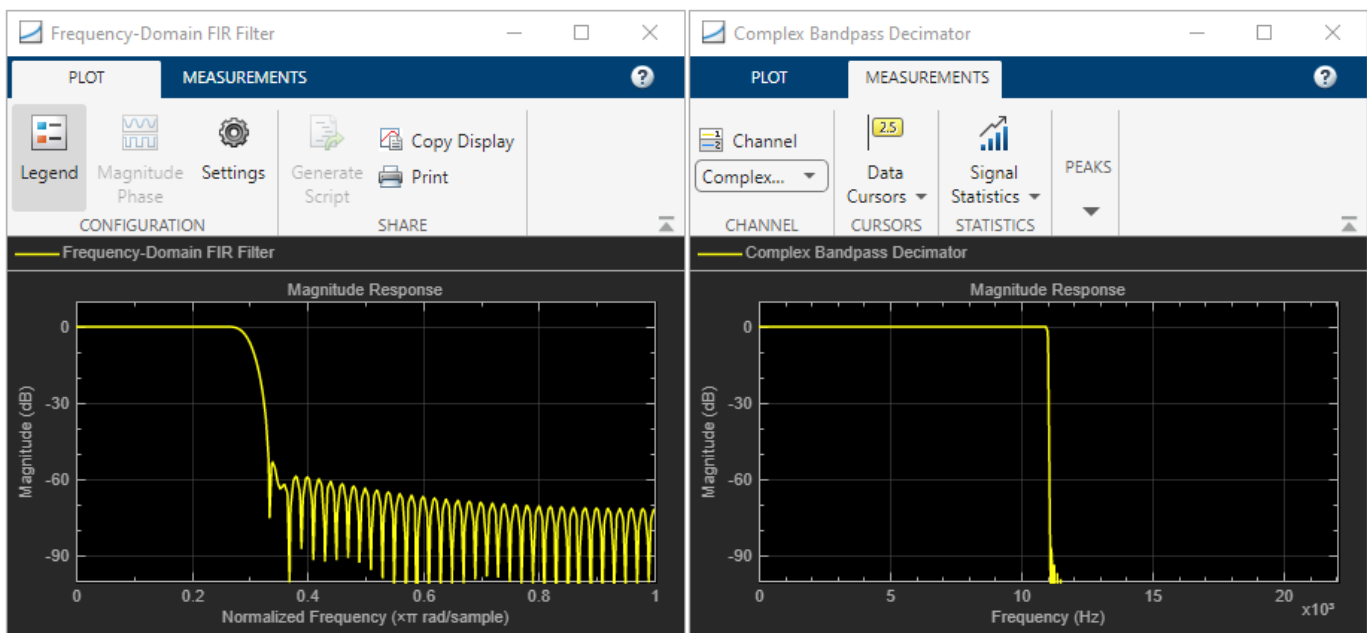 Frequency-Domain FIR Filter
PLOT MEASUREMENTS ?
Legend
Magnitude
Phase
Settings
Generate
Script
Copy Display
Print
CONFIGURATION SHARE
Frequency-Domain FIR Filter
Magnitude Response
Magnitude (dB)
0
-30
-60
-90
0 0.2 0.4 0.6 0.8 1
Normalized Frequency (×π rad/sample)
Complex Bandpass Decimator
PLOT MEASUREMENTS ?
1
2
Channel
Complex...
2.5
Data
Cursors
Signal
Statistics
PEAKS
CHANNEL CURSORS STATISTICS
Complex Bandpass Decimator
Magnitude Response
Magnitude (dB)
0
-30
-60
-90
0 5 10 15 20
x10³
Frequency (Hz)